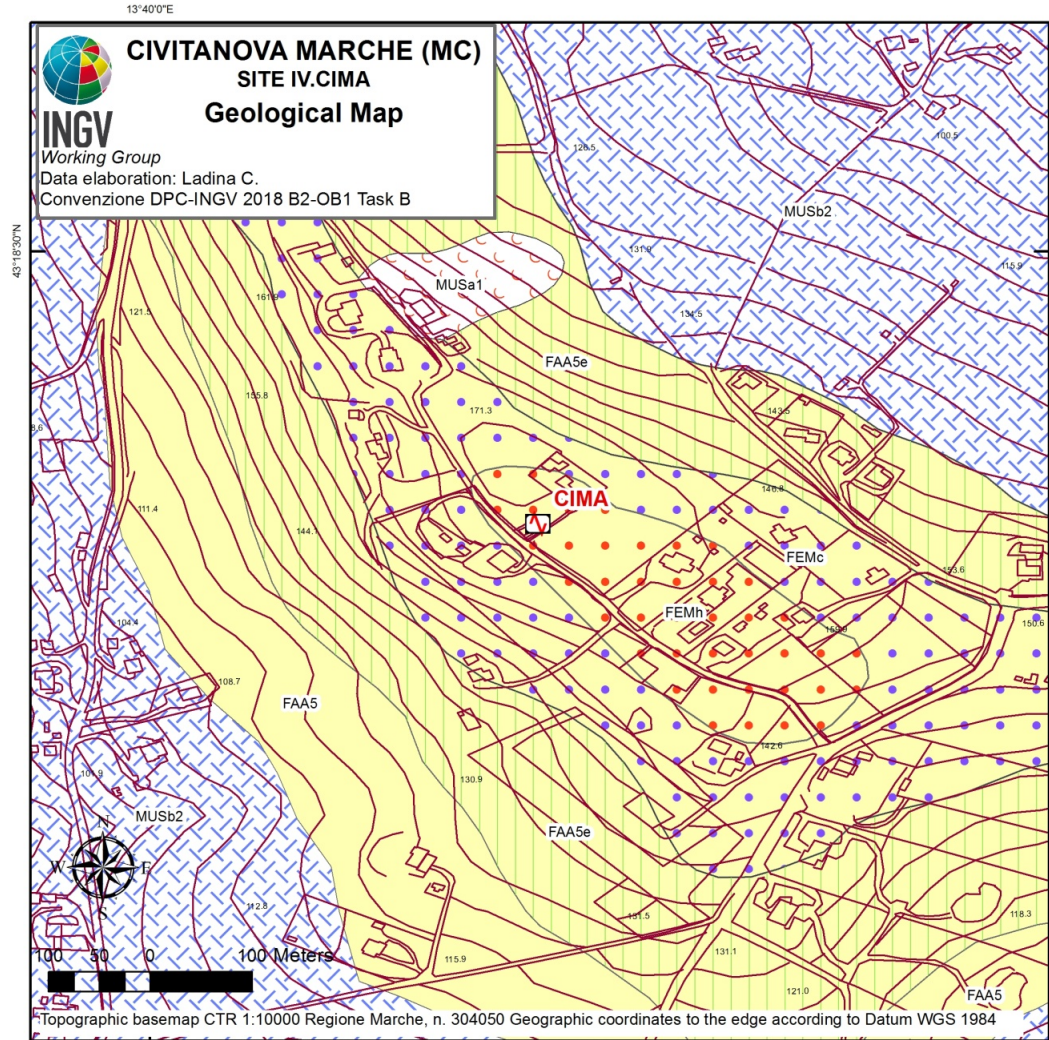 13°40'0"E
CIVITANOVA MARCHE (MC)
SITE IV.CIMA
Geological Map
INGV
Working Group
Data elaboration: Ladina C.
Convenzione DPC-INGV 2018 B2-OB1 Task B
43°18'30"N
100.5
126.5
MUSb2
131.9
115.9
MUSa1
161.9
121.5
134.5
FAA5e
155.8
171.3
143.5
8.6
146.8
CIMA
111.4
144.1
FEMc
153.6
FEMh
104.4
159.9
150.6
108.7
FAA5
142.6
101.9
130.9
MUSb2
FAA5e
N
W E
S
112.8
131.5
118.3
131.1
100 50 0 100 Meters
115.9
121.0
FAA5
Topographic basemap CTR 1:10000 Regione Marche, n. 304050 Geographic coordinates to the edge according to Datum WGS 1984